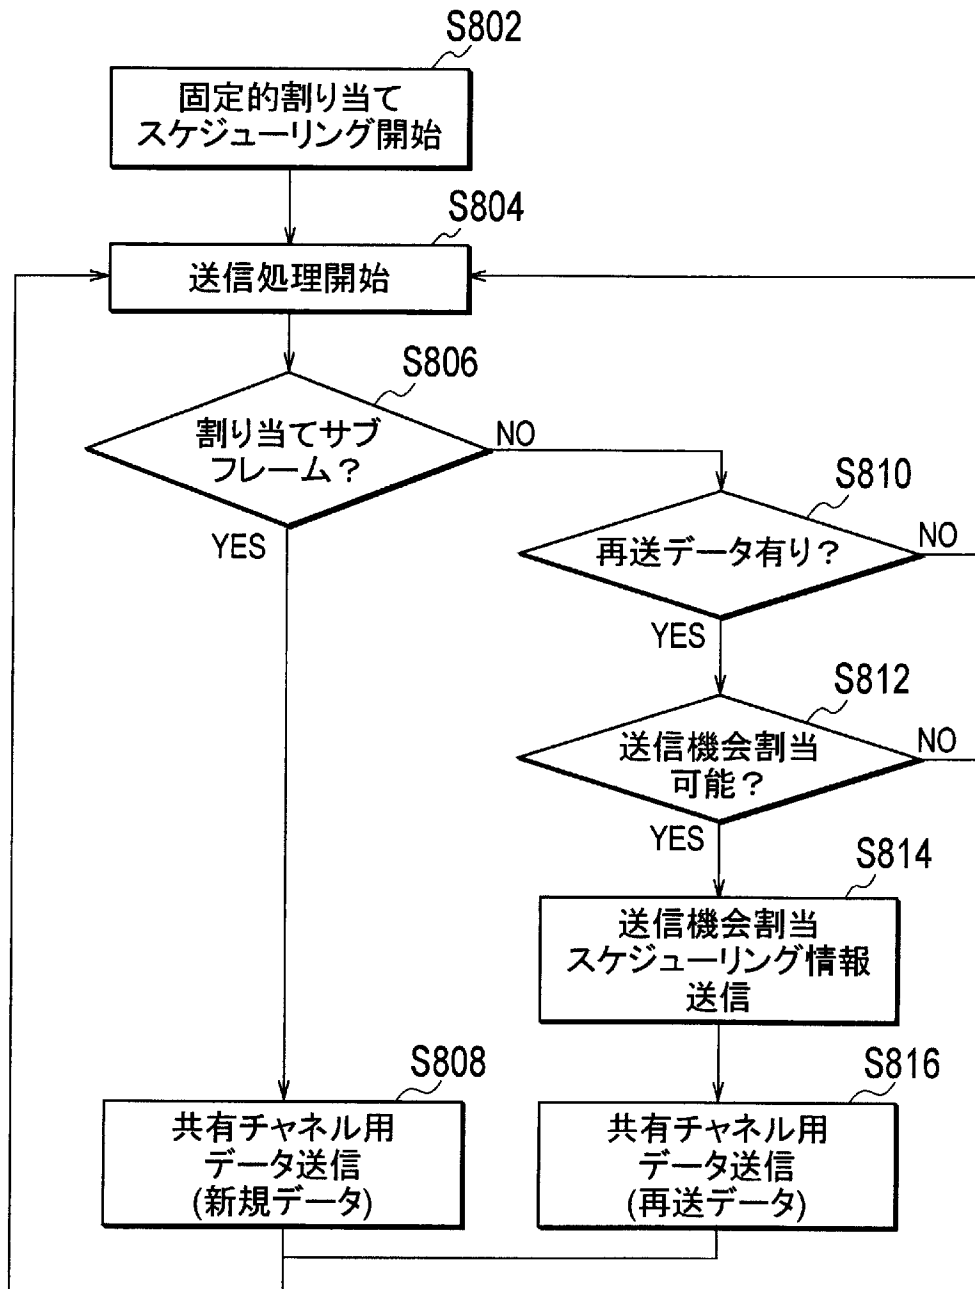 S802
固定的割り当て
スケジューリング開始
S804
送信処理開始
S806
割り当てサブ
フレーム？
NO
YES
S810
再送データ有り？
NO
YES
S812
送信機会割当
可能？
NO
YES
S814
送信機会割当
スケジューリング情報
送信
S808
共有チャネル用
データ送信
(新規データ)
S816
共有チャネル用
データ送信
(再送データ)